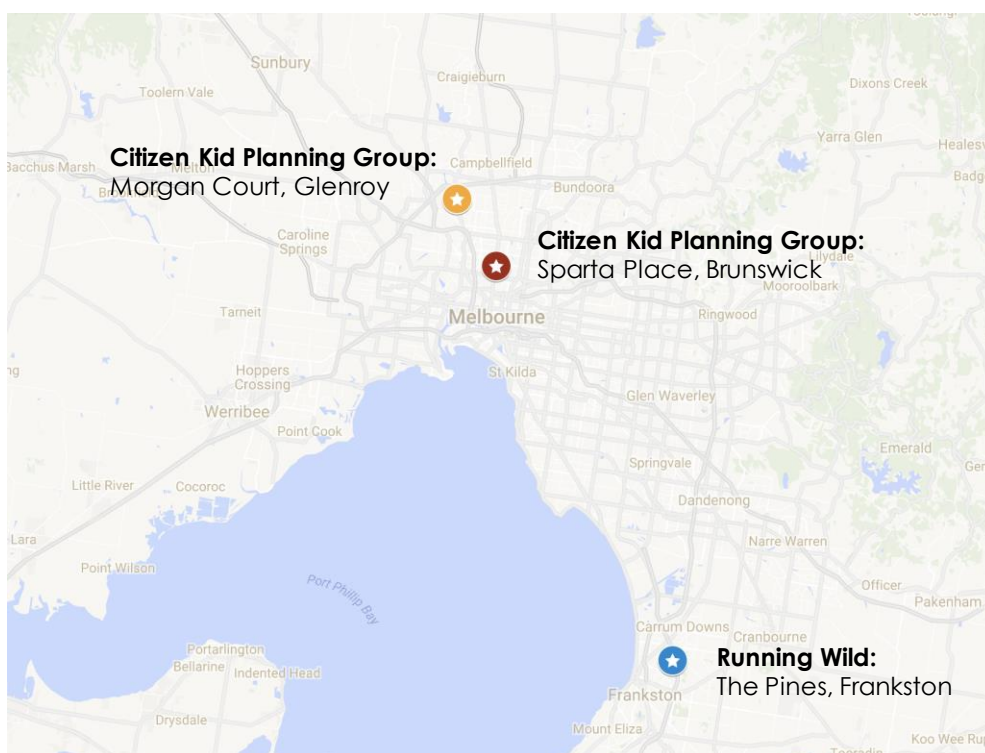 Sunbury
Toolern Vale
Craigieburn
Dixons Creek
Yarra Glen
Citizen Kid Planning Group:
Morgan Court, Glenroy
Campbellfield
Bacchus Marsh
Melton
Bundoora
Caroline
Springs
Citizen Kid Planning Group:
Sparta Place, Brunswick
Lilydale
Mooroolbark
Tarneit
Melbourne
Ringwood
St Kilda
Hoppers
Crossing
Werribee
Glen Waverley
Point Cook
Springvale
Emerald
Little River
Cocoroc
Dandenong
Lara
Narre Warren
Point Wilson
Port Phillip Bay
Officer
Pakenham
Carrum Downs
Cranbourne
Portarlington
Bellarine
Indented Head
Running Wild:
The Pines, Frankston
Frankston
Drysdale
Mount Eliza